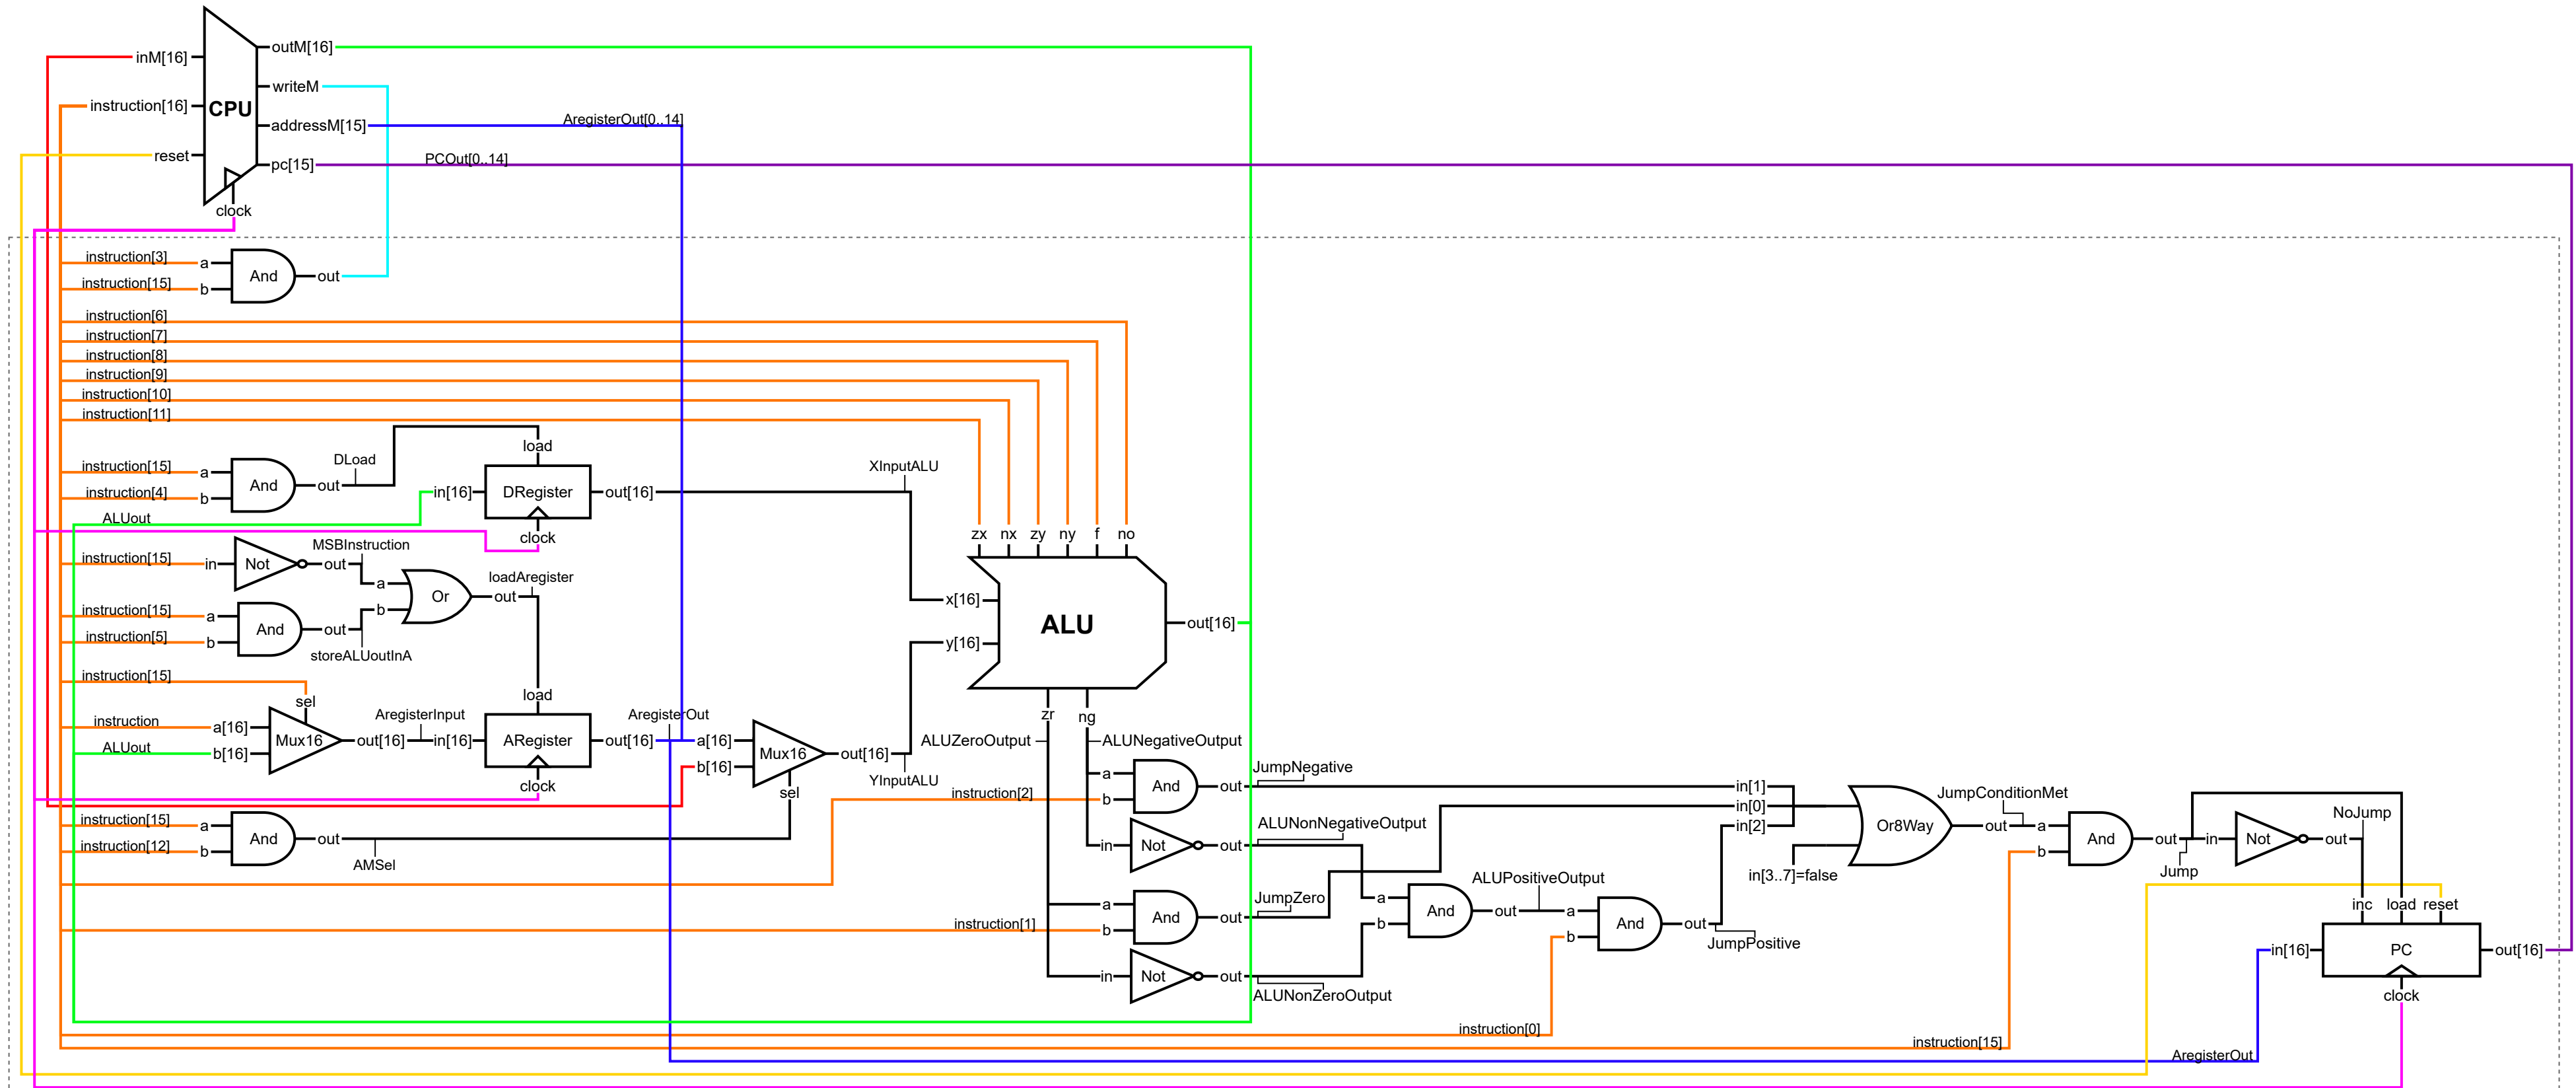 inM[16]
instruction[16]
reset
CPU
clock
outM[16]
writeM
addressM[15]
AregisterOut[0..14]
pc[15]
PCOut[0..14]
instruction[3]
a
instruction[15]
b
And
out
instruction[6]
instruction[7]
instruction[8]
instruction[9]
instruction[10]
instruction[11]
instruction[15]
a
instruction[4]
b
And
out
DLoad
load
in[16]
DRegister
out[16]
clock
XInputALU
ALUout
instruction[15]
in
Not
out
MSBInstruction
instruction[15]
a
instruction[5]
b
And
out
storeALUoutInA
a
b
Or
out
loadAregister
instruction[15]
sel
instruction
a[16]
ALUout
b[16]
Mux16
out[16]
AregisterInput
in[16]
load
ARegister
out[16]
clock
AregisterOut
a[16]
b[16]
Mux16
sel
out[16]
YInputALU
instruction[15]
a
instruction[12]
b
And
out
AMSel
zx
nx
zy
ny
f
no
x[16]
y[16]
ALU
out[16]
zr
ng
ALUZeroOutput
ALUNegativeOutput
instruction[2]
a
b
And
out
JumpNegative
in
Not
out
ALUNonNegativeOutput
instruction[1]
a
b
And
out
JumpZero
in
Not
out
ALUNonZeroOutput
a
b
And
out
ALUPositiveOutput
a
b
And
out
JumpPositive
instruction[0]
in[1]
in[0]
in[2]
in[3..7]=false
Or8Way
out
JumpConditionMet
a
b
And
out
Jump
instruction[15]
in
Not
out
NoJump
inc
load
reset
in[16]
PC
out[16]
clock
AregisterOut